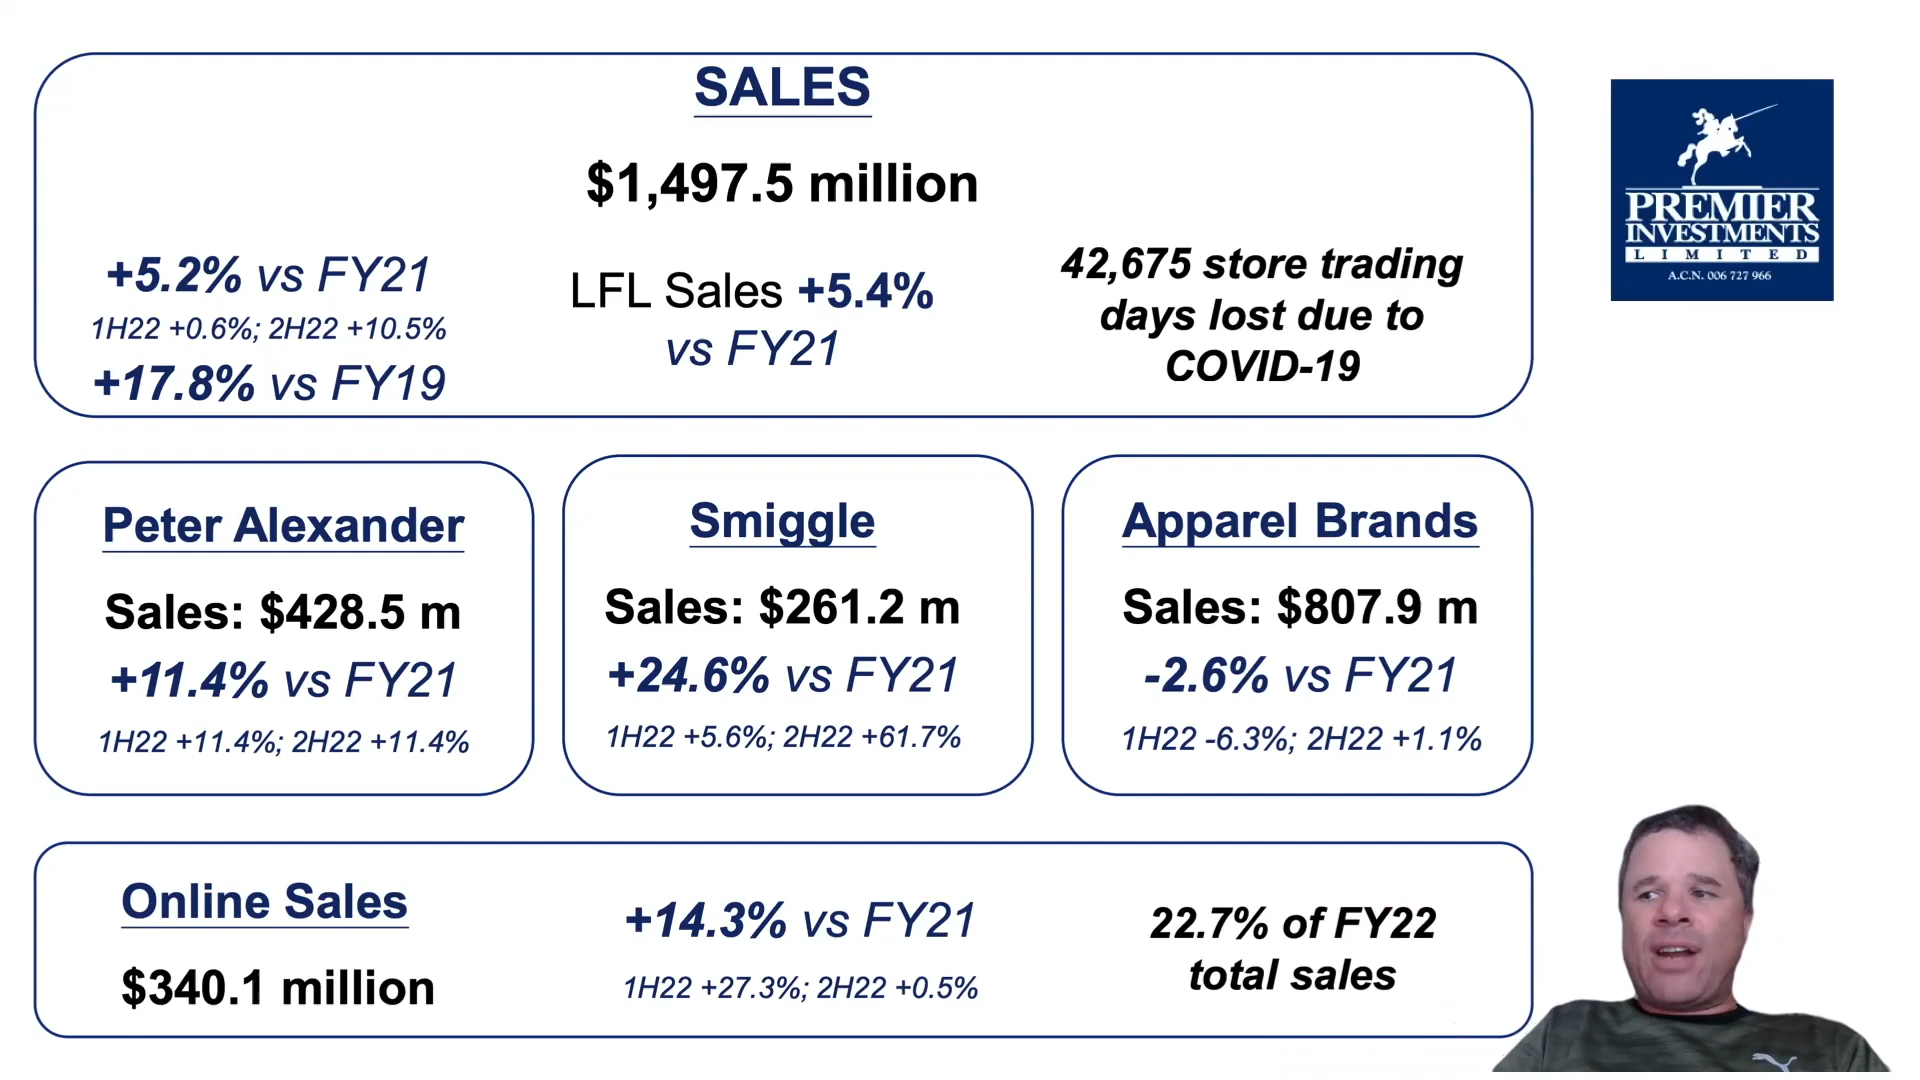 SALES
$1,497.5 million
+5.2% vs FY21
1H22 +0.6%; 2H22 +10.5%
+17.8% vs FY19
LFL Sales +5.4%
vs FY21
42,675 store trading
days lost due to
COVID-19
PREMIER
INVESTMENTS
LIMITED
A.C.N. 006 727 966
Peter Alexander
Sales: $428.5 m
+11.4% vs FY21
1H22 +11.4%; 2H22 +11.4%
Smiggle
Sales: $261.2 m
+24.6% vs FY21
1H22 +5.6%; 2H22 +61.7%
Apparel Brands
Sales: $807.9 m
-2.6% vs FY21
1H22 -6.3%; 2H22 +1.1%
Online Sales
$340.1 million
+14.3% vs FY21
1H22 +27.3%; 2H22 +0.5%
22.7% of FY22
total sales